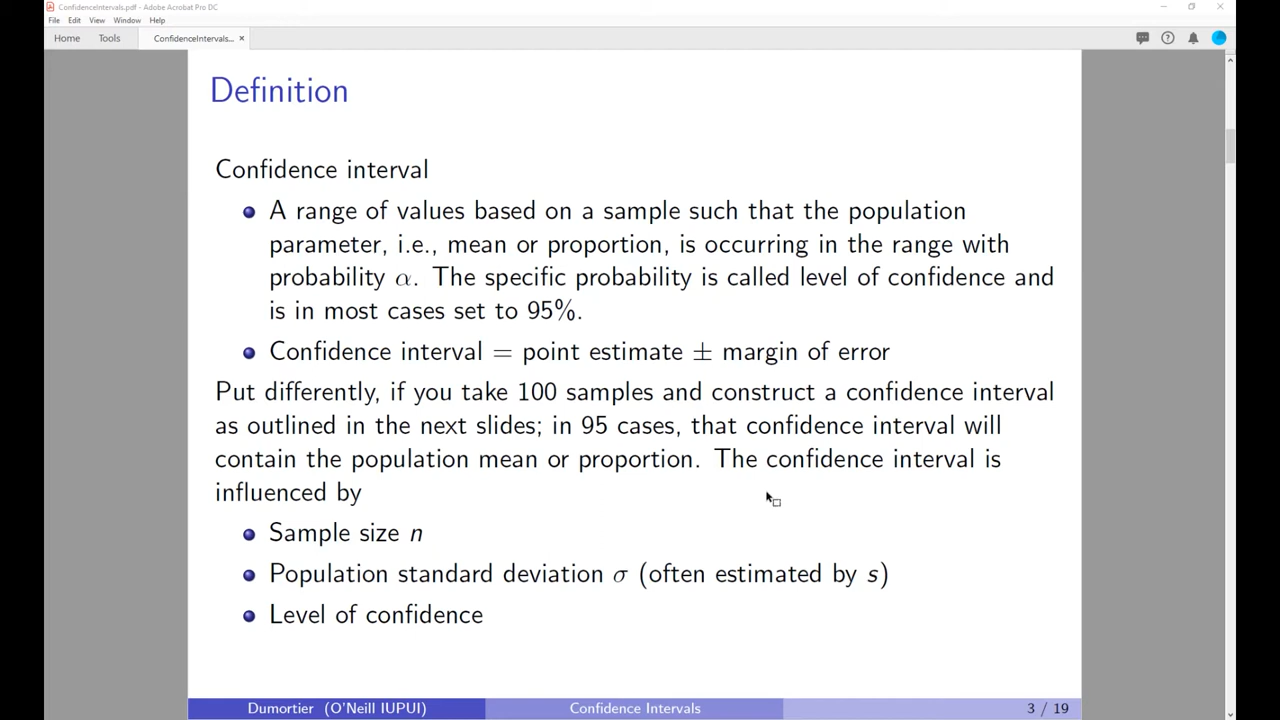 ConfidenceIntervals.pdf - Adobe Acrobat Pro DC
File Edit View Window Help
Home Tools ConfidenceIntervals... ×
Definition
Confidence interval
A range of values based on a sample such that the population
parameter, i.e., mean or proportion, is occurring in the range with
probability α. The specific probability is called level of confidence and
is in most cases set to 95%.
Confidence interval = point estimate ± margin of error
Put differently, if you take 100 samples and construct a confidence interval
as outlined in the next slides; in 95 cases, that confidence interval will
contain the population mean or proportion. The confidence interval is
influenced by
Sample size n
Population standard deviation σ (often estimated by s)
Level of confidence
Dumortier (O'Neill IUPUI) Confidence Intervals 3 / 19